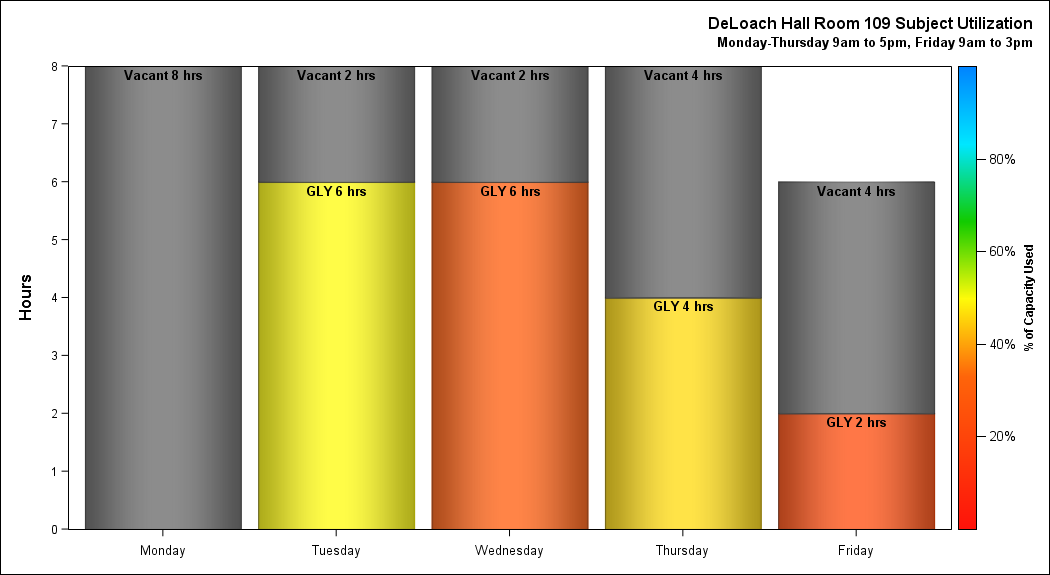 DeLoach Hall Room 109 Subject Utilization
Monday-Thursday 9am to 5pm, Friday 9am to 3pm
Hours
8
7
6
5
4
3
2
1
0
Vacant 8 hrs
Vacant 2 hrs
GLY 6 hrs
Vacant 2 hrs
GLY 6 hrs
Vacant 4 hrs
GLY 4 hrs
Vacant 4 hrs
GLY 2 hrs
Monday
Tuesday
Wednesday
Thursday
Friday
80%
60%
40%
20%
% of Capacity Used